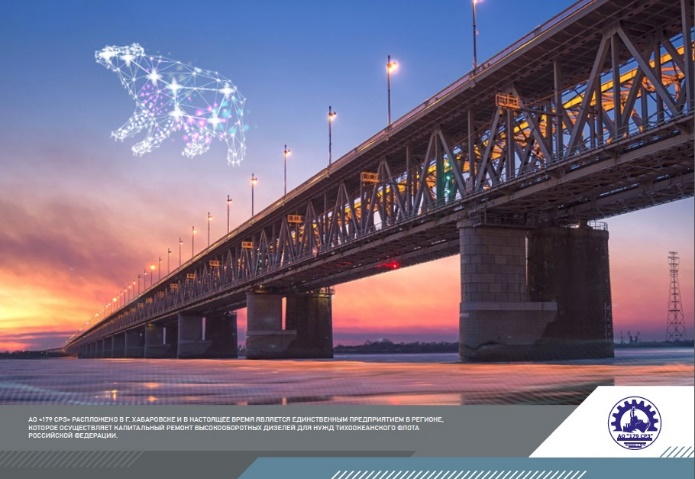 АО «179 СРЗ» РАСПЛОЖЕНО В Г. ХАБАРОВСКЕ И В НАСТОЯЩЕЕ ВРЕМЯ ЯВЛЯЕТСЯ ЕДИНСТВЕННЫМ ПРЕДПРИЯТИЕМ В РЕГИОНЕ,
КОТОРОЕ ОСУЩЕСТВЛЯЕТ КАПИТАЛЬНЫЙ РЕМОНТ ВЫСОКООБОРОТНЫХ ДИЗЕЛЕЙ ДЛЯ НУЖД ТИХООКЕАНСКОГО ФЛОТА
РОССИЙСКОЙ ФЕДЕРАЦИИ.
АО "179 СРЗ"